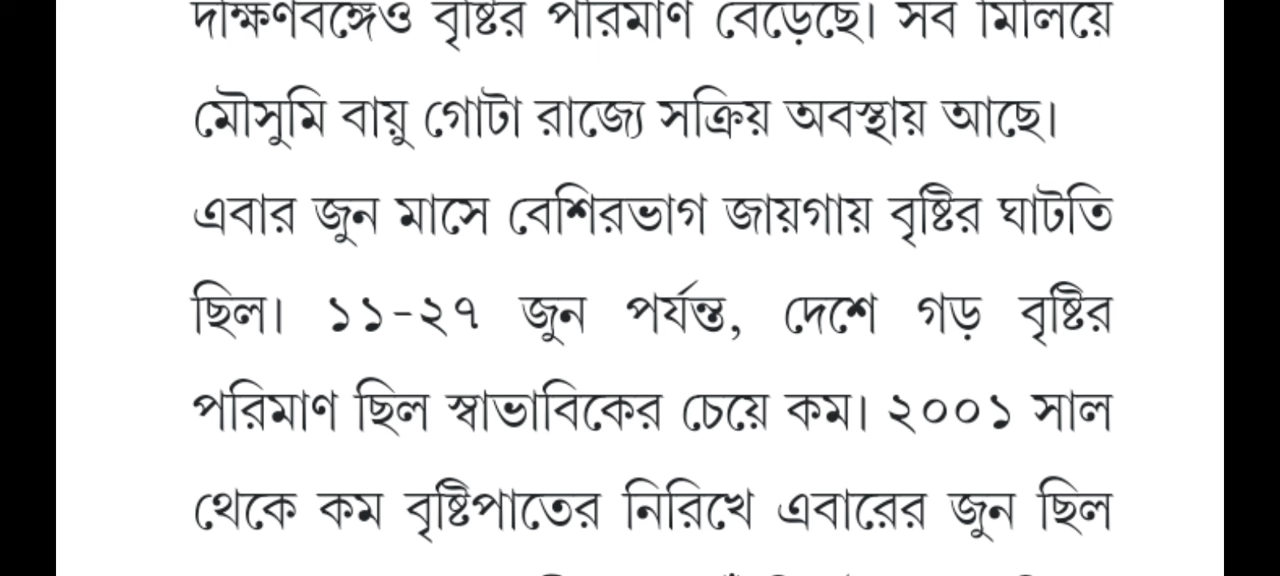 দক্ষিণবঙ্গেও বৃষ্টির পরিমাণ বেড়েছে। সব মিলিয়ে
মৌসুমি বায়ু গোটা রাজ্যে সক্রিয় অবস্থায় আছে।
এবার জুন মাসে বেশিরভাগ জায়গায় বৃষ্টির ঘাটতি
ছিল। ১১-২৭ জুন পর্যন্ত, দেশে গড় বৃষ্টির
পরিমাণ ছিল স্বাভাবিকের চেয়ে কম। ২০০১ সাল
থেকে কম বৃষ্টিপাতের নিরিখে এবারের জুন ছিল